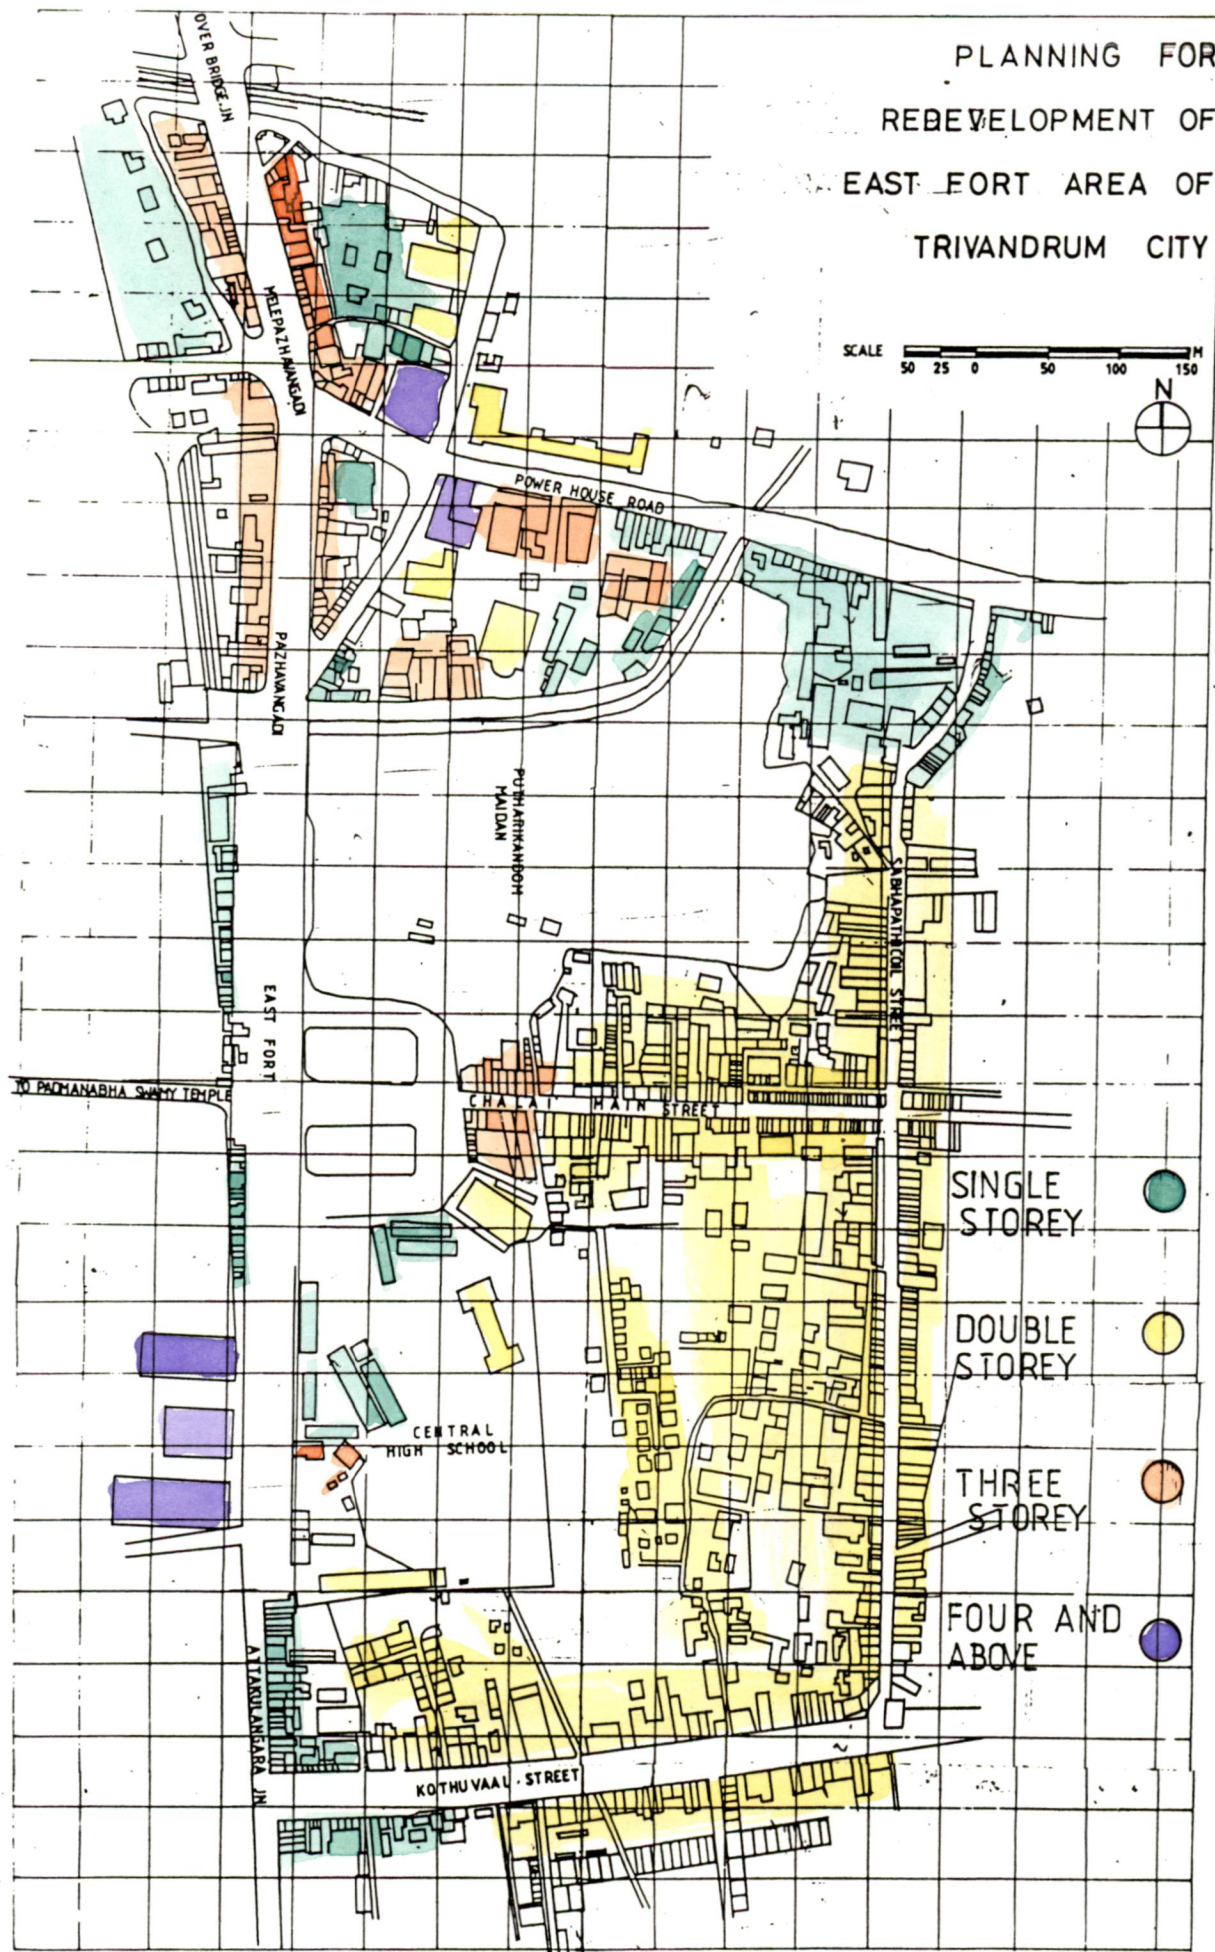 PLANNING FOR
REDEVELOPMENT OF
EAST FORT AREA OF
TRIVANDRUM CITY
SCALE
M
50 25 0 50 100 150
N
OVER BRIDGE.JN
MELEPAZHAVANGADI
POWER HOUSE ROAD
PAZHAVANGADI
PUTHARIKANDOM
MAIDAN
SABHAPATHICOIL STREET
EAST FORT
TO PADMANABHA SWAMY TEMPLE
CHALAI MAIN STREET
SINGLE
STOREY
DOUBLE
STOREY
CENTRAL
HIGH SCHOOL
THREE
STOREY
FOUR AND
ABOVE
ATTAKULANGARA JN
KOTHUVAAL STREET